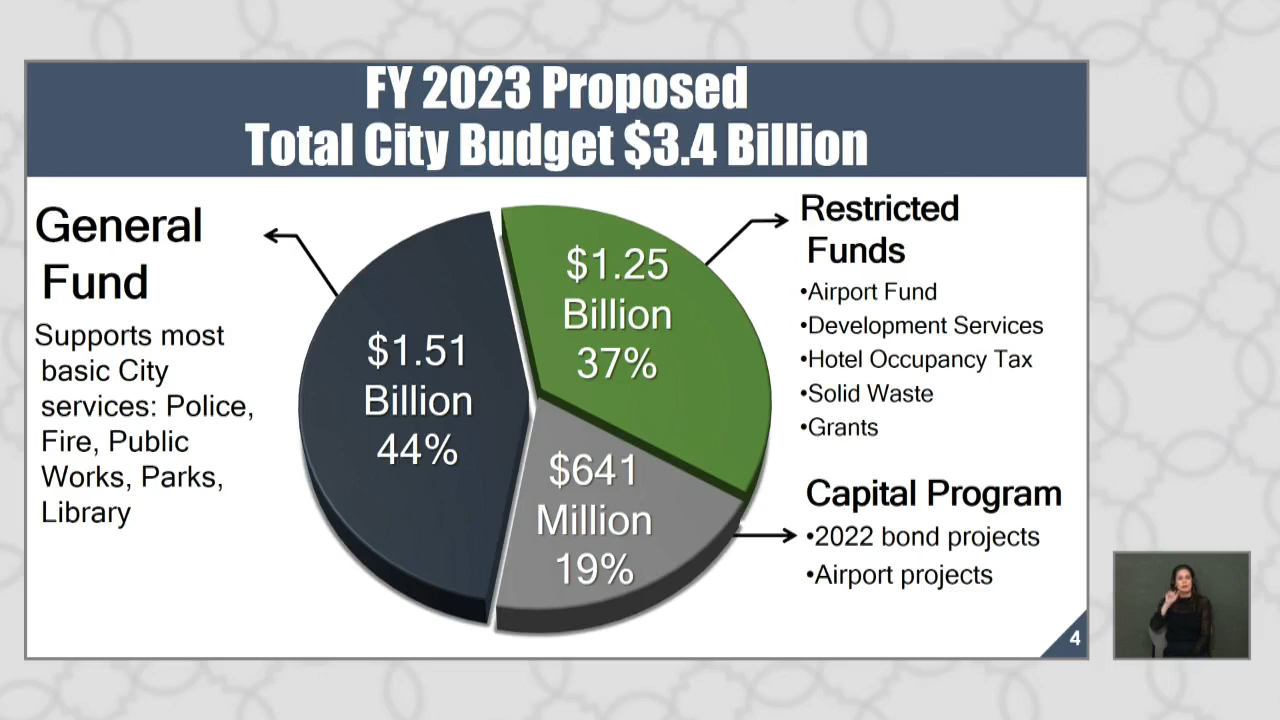 FY 2023 Proposed
Total City Budget $3.4 Billion
General
Fund
Supports most
basic City
services: Police,
Fire, Public
Works, Parks,
Library
$1.51
Billion
44%
$1.25
Billion
37%
$641
Million
19%
Restricted
Funds
•Airport Fund
•Development Services
•Hotel Occupancy Tax
•Solid Waste
•Grants
Capital Program
•2022 bond projects
•Airport projects
4